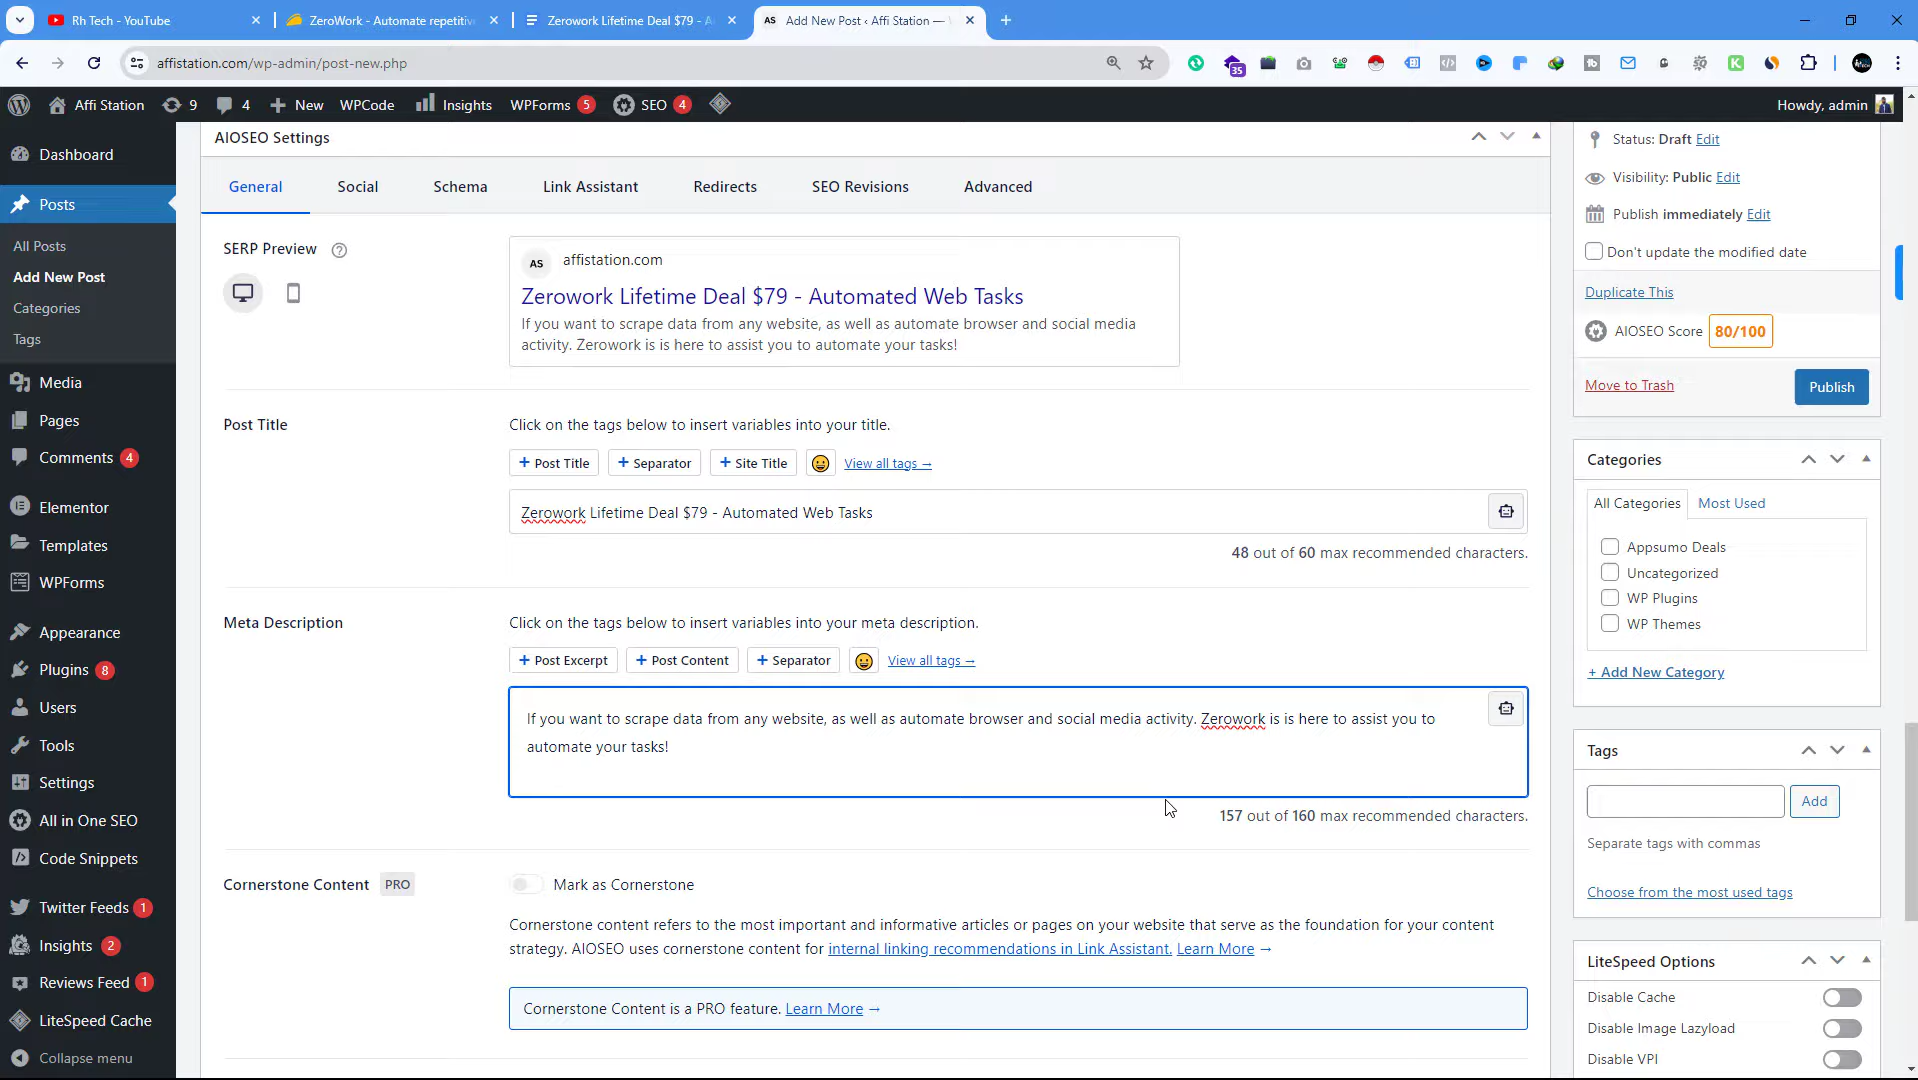 Rh Tech - YouTube
ZeroWork - Automate repetitiv
Zerowork Lifetime Deal $79 - A
AS
Add New Post ‹ Affi Station —
affistation.com/wp-admin/post-new.php
35
Affi Station
9
4
New
WPCode
Insights
WPForms 5
SEO 4
Howdy, admin
Dashboard
Posts
All Posts
Add New Post
Categories
Tags
Media
Pages
Comments 4
Elementor
Templates
WPForms
Appearance
Plugins 8
Users
Tools
Settings
All in One SEO
Code Snippets
Twitter Feeds 1
Insights 2
Reviews Feed 1
LiteSpeed Cache
Collapse menu
AIOSEO Settings
General
Social
Schema
Link Assistant
Redirects
SEO Revisions
Advanced
SERP Preview
AS
affistation.com
Zerowork Lifetime Deal $79 - Automated Web Tasks
If you want to scrape data from any website, as well as automate browser and social media
activity. Zerowork is is here to assist you to automate your tasks!
Post Title
Click on the tags below to insert variables into your title.
+ Post Title
+ Separator
+ Site Title
View all tags →
Zerowork Lifetime Deal $79 - Automated Web Tasks
48 out of 60 max recommended characters.
Meta Description
Click on the tags below to insert variables into your meta description.
+ Post Excerpt
+ Post Content
+ Separator
View all tags →
If you want to scrape data from any website, as well as automate browser and social media activity. Zerowork is is here to assist you to
automate your tasks!
157 out of 160 max recommended characters.
Cornerstone Content PRO
Mark as Cornerstone
Cornerstone content refers to the most important and informative articles or pages on your website that serve as the foundation for your content
strategy. AIOSEO uses cornerstone content for internal linking recommendations in Link Assistant. Learn More →
Cornerstone Content is a PRO feature. Learn More →
Status: Draft Edit
Visibility: Public Edit
Publish immediately Edit
Don't update the modified date
Duplicate This
AIOSEO Score 80/100
Move to Trash
Publish
Categories
All Categories
Most Used
Appsumo Deals
Uncategorized
WP Plugins
WP Themes
+ Add New Category
Tags
Add
Separate tags with commas
Choose from the most used tags
LiteSpeed Options
Disable Cache
Disable Image Lazyload
Disable VPI